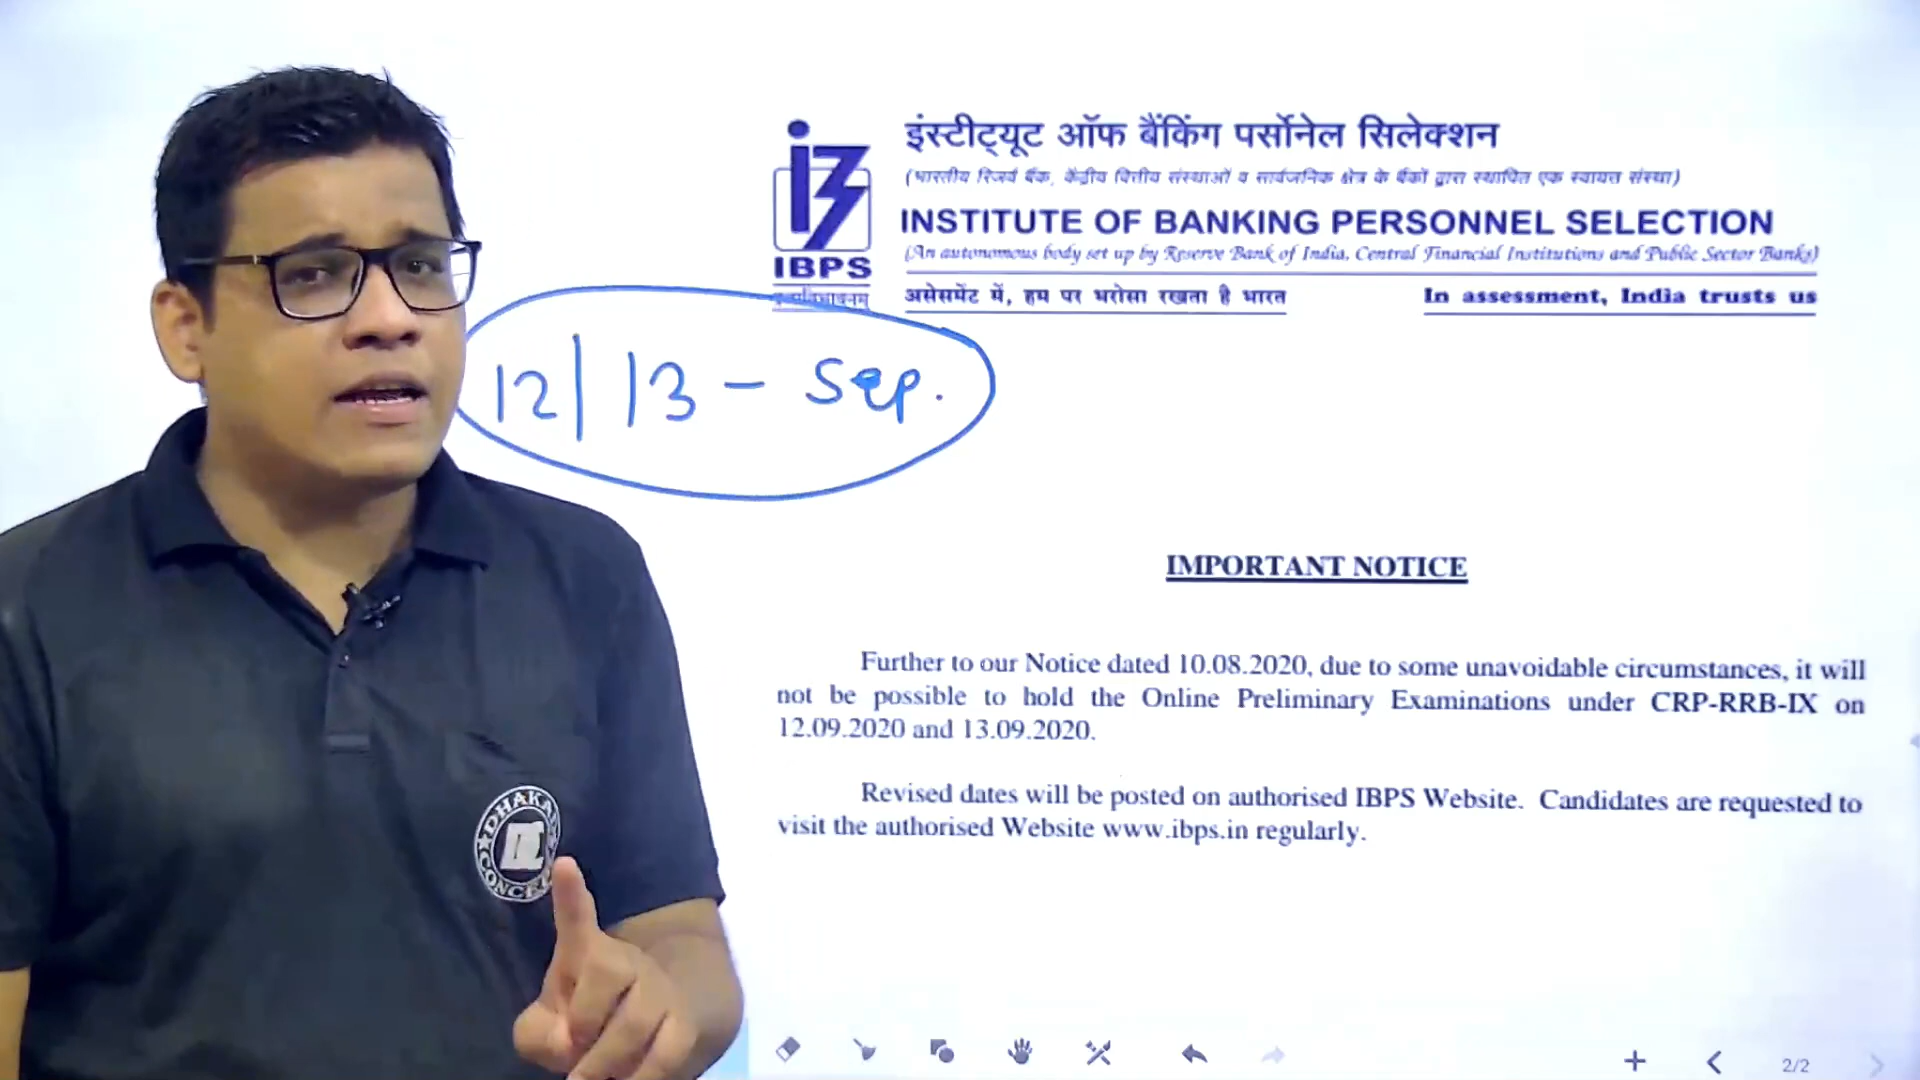 इंस्टीट्यूट ऑफ बैंकिंग पर्सोनेल सिलेक्शन
(भारतीय रिजर्व बैंक, केंद्रीय वित्तीय संस्थाओं व सार्वजनिक क्षेत्र के बैंकों द्वारा स्थापित एक स्वायत्त संस्था)
INSTITUTE OF BANKING PERSONNEL SELECTION
(An autonomous body set up by Reserve Bank of India, Central Financial Institutions and Public Sector Banks)
IBPS
असेसमेंट में, हम पर भरोसा रखता है भारत
In assessment, India trusts us
12| 13 - Sep.
IMPORTANT NOTICE
Further to our Notice dated 10.08.2020, due to some unavoidable circumstances, it will
not be possible to hold the Online Preliminary Examinations under CRP-RRB-IX on
12.09.2020 and 13.09.2020.
Revised dates will be posted on authorised IBPS Website. Candidates are requested to
visit the authorised Website www.ibps.in regularly.
DC
2/2